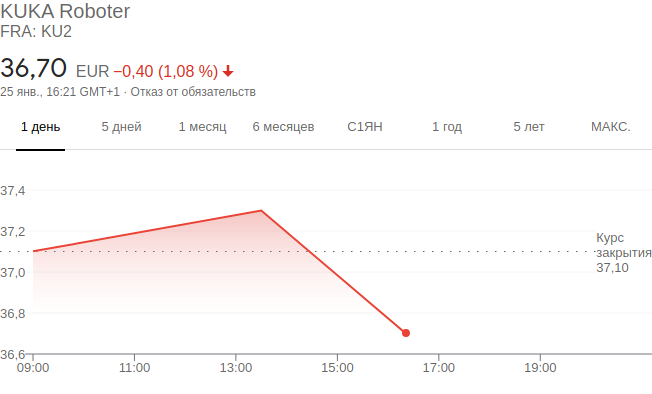 KUKA Roboter
FRA: KU2
36,70 EUR −0,40 (1,08 %)
25 янв., 16:21 GMT+1 · Отказ от обязательств
1 день 5 дней 1 месяц 6 месяцев С1ЯН 1 год 5 лет МАКС.
37,4
37,2
Курс
закрытия
37,10
37,0
36,8
36,6
09:00 11:00 13:00 15:00 17:00 19:00